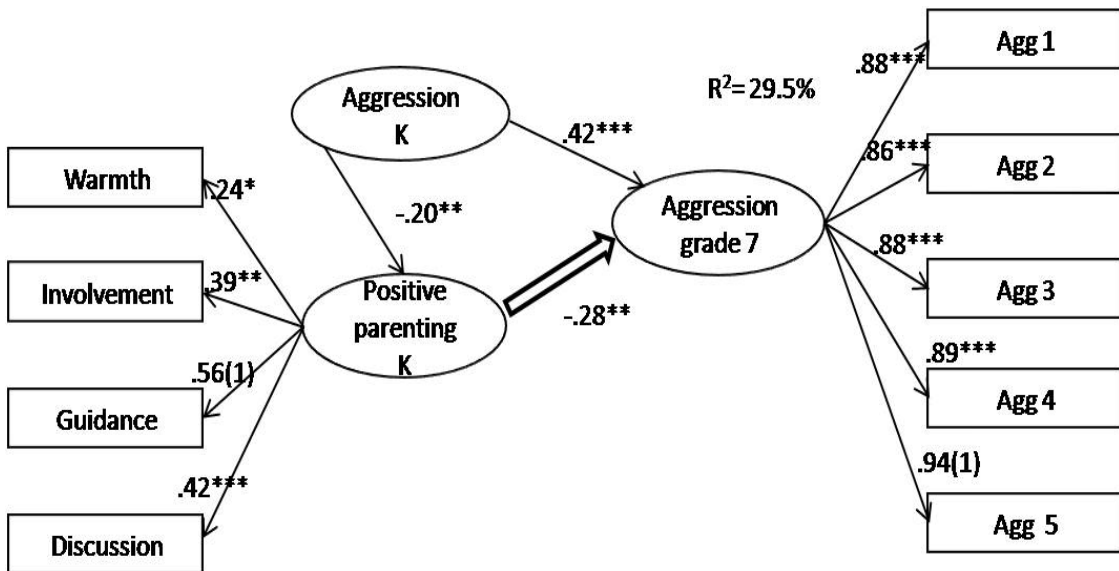 Agg 1
.88***
R²= 29.5%
Aggression
K
.42***
Agg 2
.86***
Warmth
.24*
-.20**
Aggression
grade 7
.88***
Agg 3
Involvement
.39**
Positive
parenting
K
-.28**
.89***
Agg 4
.56(1)
Guidance
.94(1)
.42***
Agg 5
Discussion